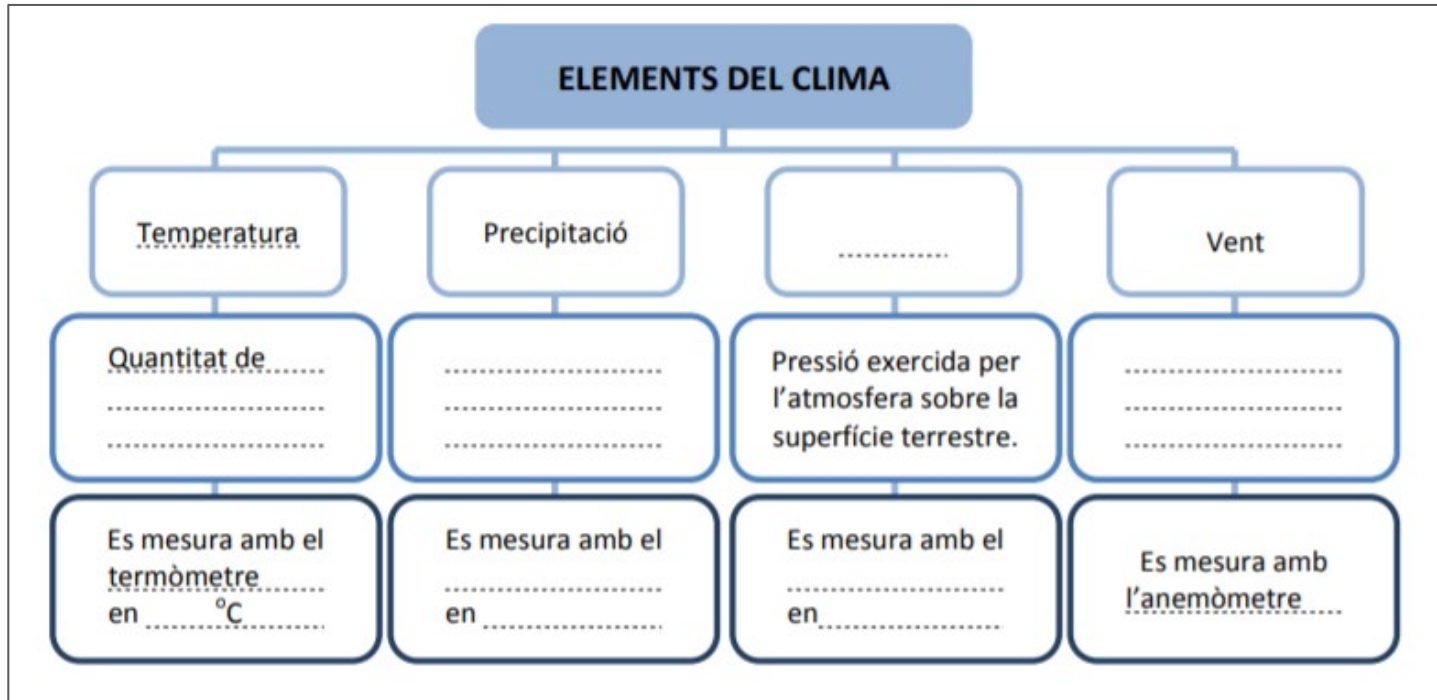 ELEMENTS DEL CLIMA
Temperatura
Precipitació
............
Vent
Quantitat de .......
........................
........................
........................
........................
........................
Pressió exercida per
l'atmosfera sobre la
superfície terrestre.
........................
........................
........................
Es mesura amb el
termòmetre
en ........ºC.........
Es mesura amb el
........................
en ....................
Es mesura amb el
........................
en....................
Es mesura amb
l'anemòmetre